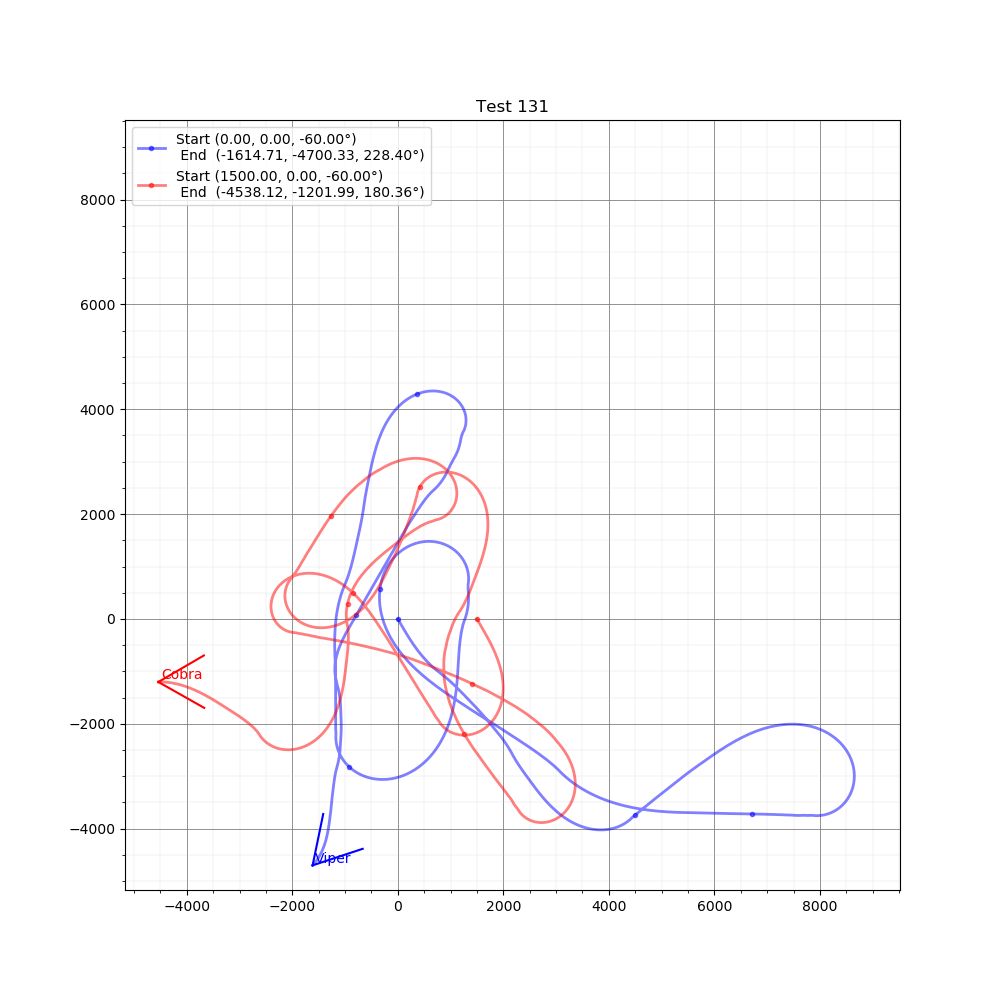 Test 131
Start (0.00, 0.00, -60.00°)
End (-1614.71, -4700.33, 228.40°)
Start (1500.00, 0.00, -60.00°)
End (-4538.12, -1201.99, 180.36°)
8000
6000
4000
2000
0
−2000
−4000
Cobra
Viper
−4000 −2000 0 2000 4000 6000 8000